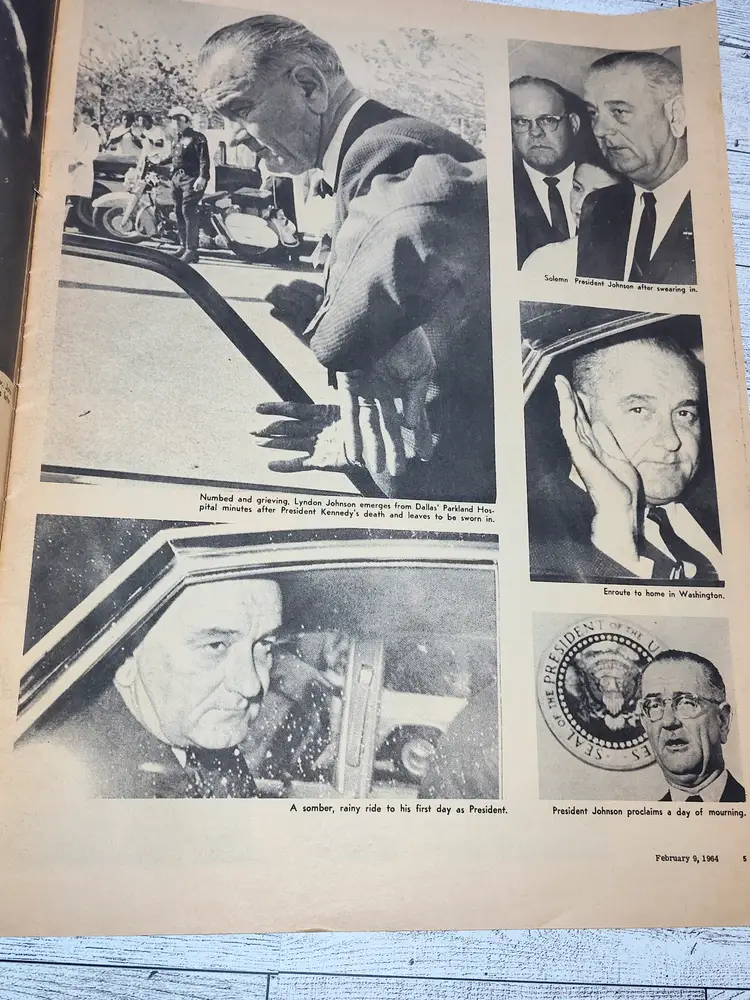 Solemn President Johnson after swearing in.
Numbed and grieving, Lyndon Johnson emerges from Dallas' Parkland Hos-
pital minutes after President Kennedy's death and leaves to be sworn in.
Enroute to home in Washington.
SEAL OF THE PRESIDENT OF THE U
A somber, rainy ride to his first day as President.
President Johnson proclaims a day of mourning.
February 9, 1964 5